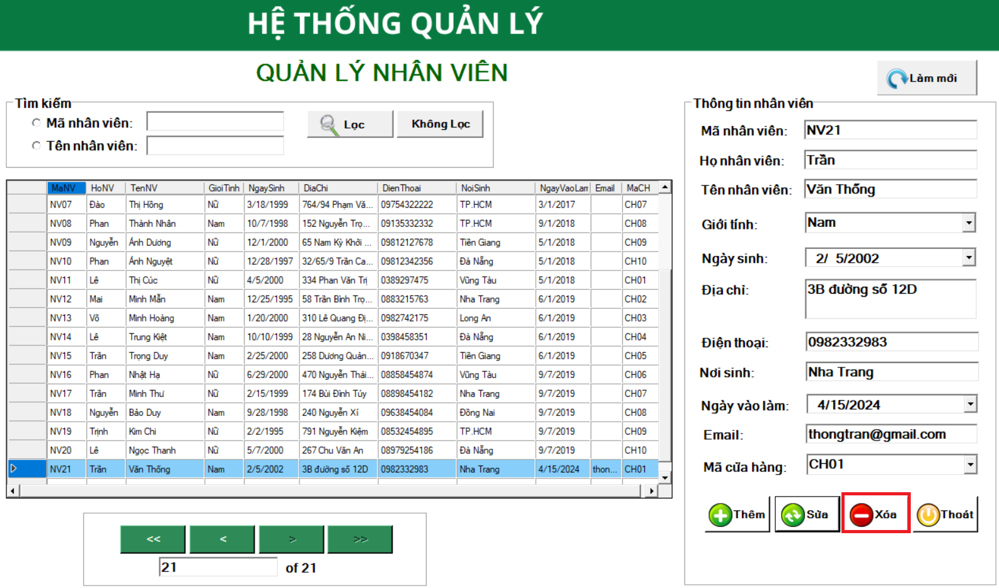 HỆ THỐNG QUẢN LÝ
QUẢN LÝ NHÂN VIÊN
Làm mới
Tìm kiếm
Mã nhân viên:
Lọc
Không Lọc
Tên nhân viên:
MaNV HoNV TenNV GioiTinh NgaySinh DiaChi DienThoai NoiSinh NgayVaoLam Email MaCH
NV07 Đào Thị Hồng Nữ 3/18/1999 764/94 Phạm Vă... 09754322222 TP.HCM 3/1/2017 CH07
NV08 Phan Thành Nhân Nam 10/7/1998 152 Nguyễn Trọ... 09135332332 TP.HCM 9/1/2018 CH08
NV09 Nguyễn Ánh Dương Nữ 12/1/2000 65 Nam Kỳ Khởi ... 09812127678 Tiền Giang 5/1/2018 CH09
NV10 Phan Ánh Nguyệt Nữ 12/28/1997 32/65/9 Trần Ca... 09812342356 Đà Nẵng 5/1/2018 CH10
NV11 Lê Thị Cúc Nữ 4/5/2000 334 Phan Văn Trị 0389297475 Vũng Tàu 5/1/2018 CH01
NV12 Mai Minh Mẫn Nam 12/25/1995 58 Trần Bình Trọ... 0883215763 Nha Trang 6/1/2019 CH02
NV13 Võ Minh Hoàng Nam 1/20/2000 310 Lê Quang Đị... 0982742175 Long An 6/1/2019 CH03
NV14 Lê Trung Kiệt Nam 10/10/1999 28 Nguyễn An Ni... 0398458351 Đà Nẵng 6/1/2019 CH04
NV15 Trần Trọng Duy Nam 2/25/2000 258 Dương Quản... 0918670347 Tiền Giang 6/1/2019 CH05
NV16 Phan Nhật Hạ Nữ 6/29/2000 470 Nguyễn Thái... 08858454874 Vũng Tàu 9/7/2019 CH06
NV17 Trần Minh Thư Nữ 2/15/1999 174 Bùi Đình Túy 08898454182 Nha Trang 9/7/2019 CH07
NV18 Nguyễn Bảo Duy Nam 9/28/1998 240 Nguyễn Xí 09638454084 Đồng Nai 9/7/2019 CH08
NV19 Trịnh Kim Chi Nữ 2/2/1995 791 Nguyễn Kiệm 08532454895 TP.HCM 9/7/2019 CH09
NV20 Lê Ngọc Thanh Nữ 5/7/2000 267 Chu Văn An 08979254186 Đà Nẵng 9/7/2019 CH10
NV21 Trần Văn Thống Nam 2/5/2002 3B đường số 12D 0982332983 Nha Trang 4/15/2024 thon... CH01
<< < > >>
21 of 21
Thông tin nhân viên
Mã nhân viên: NV21
Họ nhân viên: Trần
Tên nhân viên: Văn Thống
Giới tính: Nam
Ngày sinh: 2/ 5/2002
Địa chỉ: 3B đường số 12D
Điện thoại: 0982332983
Nơi sinh: Nha Trang
Ngày vào làm: 4/15/2024
Email: thongtran@gmail.com
Mã cửa hàng: CH01
Thêm Sửa Xóa Thoát